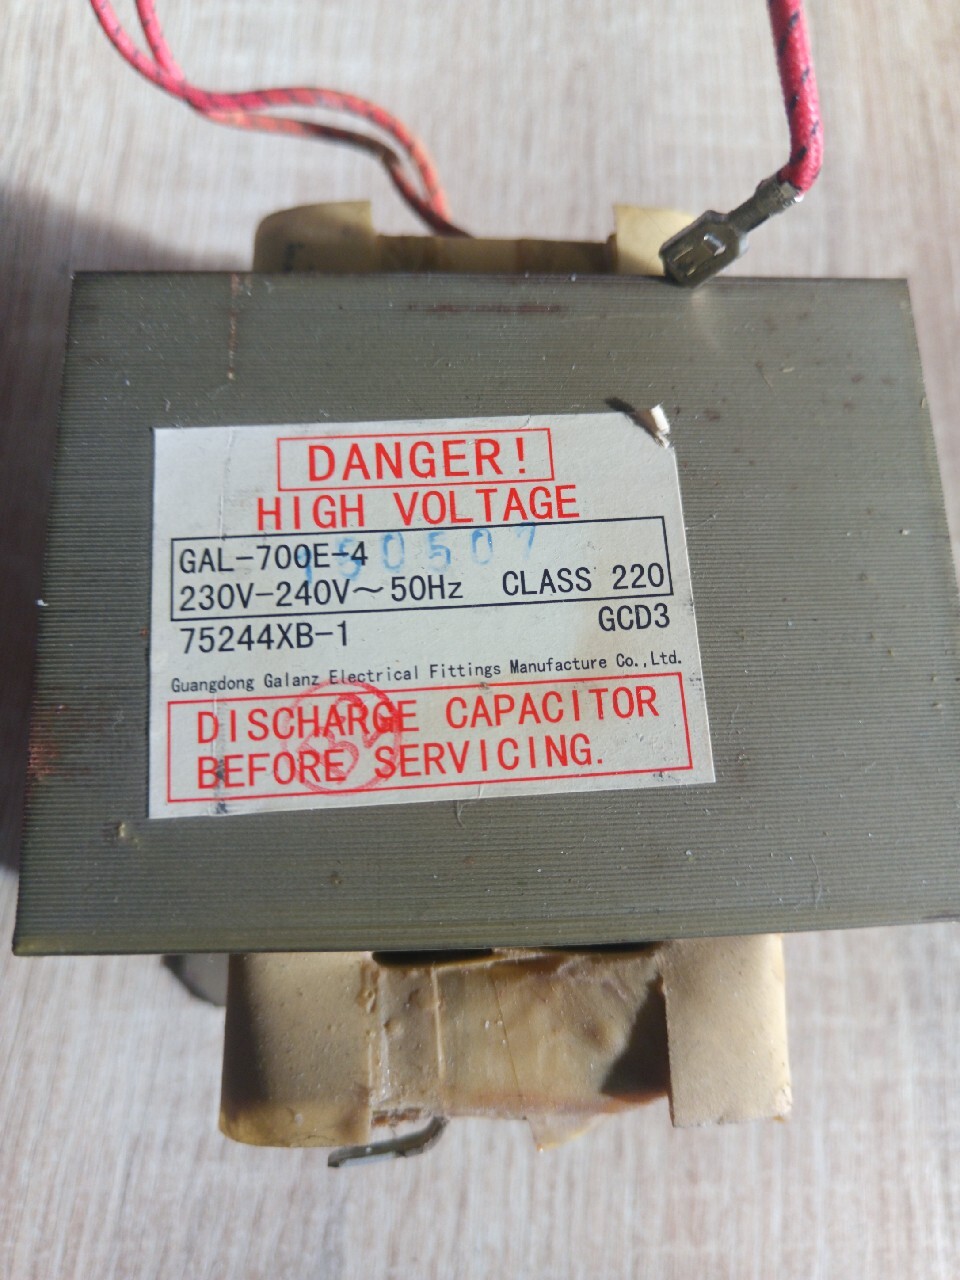 DANGER!
HIGH VOLTAGE
GAL-700E-4
150507
230V-240V~50Hz CLASS 220
75244XB-1 GCD3
Guangdong Galanz Electrical Fittings Manufacture Co.,Ltd.
DISCHARGE CAPACITOR
BEFORE SERVICING.